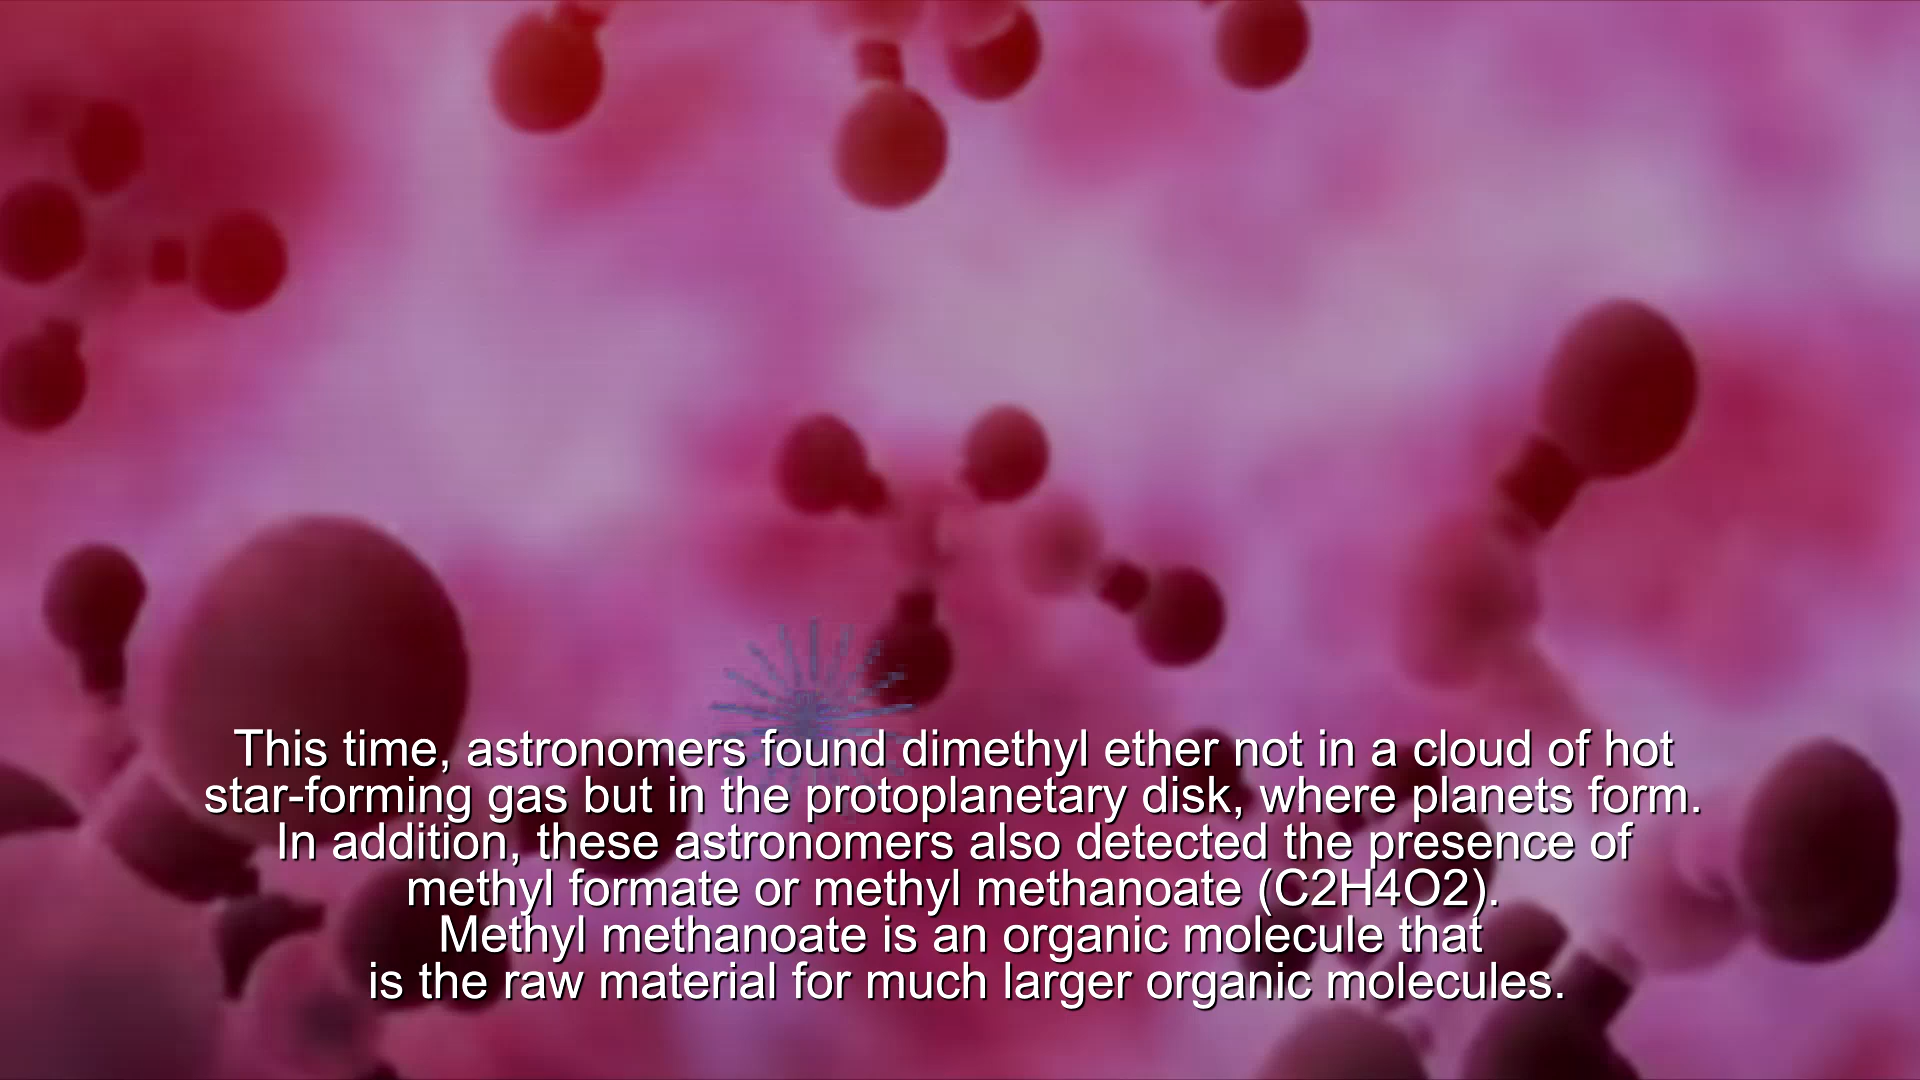 This time, astronomers found dimethyl ether not in a cloud of hot
star-forming gas but in the protoplanetary disk, where planets form.
In addition, these astronomers also detected the presence of
methyl formate or methyl methanoate (C2H4O2).
Methyl methanoate is an organic molecule that
is the raw material for much larger organic molecules.